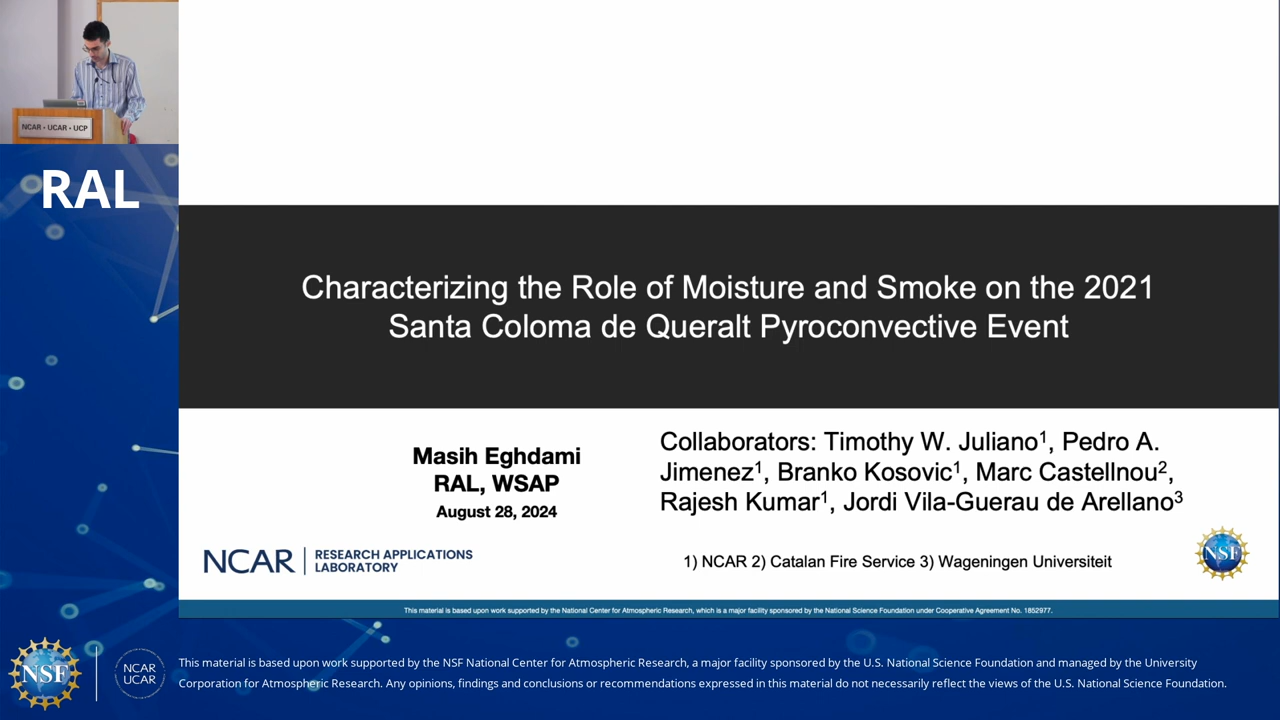 NCAR • UCAR • UCP
RAL
Characterizing the Role of Moisture and Smoke on the 2021
Santa Coloma de Queralt Pyroconvective Event
Masih Eghdami
RAL, WSAP
August 28, 2024
Collaborators: Timothy W. Juliano¹, Pedro A.
Jimenez¹, Branko Kosovic¹, Marc Castellnou²,
Rajesh Kumar¹, Jordi Vila-Guerau de Arellano³
NCAR | RESEARCH APPLICATIONS
LABORATORY
1) NCAR 2) Catalan Fire Service 3) Wageningen Universiteit
NSF
This material is based upon work supported by the National Center for Atmospheric Research, which is a major facility sponsored by the National Science Foundation under Cooperative Agreement No. 1852977.
NSF
NCAR
UCAR
This material is based upon work supported by the NSF National Center for Atmospheric Research, a major facility sponsored by the U.S. National Science Foundation and managed by the University
Corporation for Atmospheric Research. Any opinions, findings and conclusions or recommendations expressed in this material do not necessarily reflect the views of the U.S. National Science Foundation.